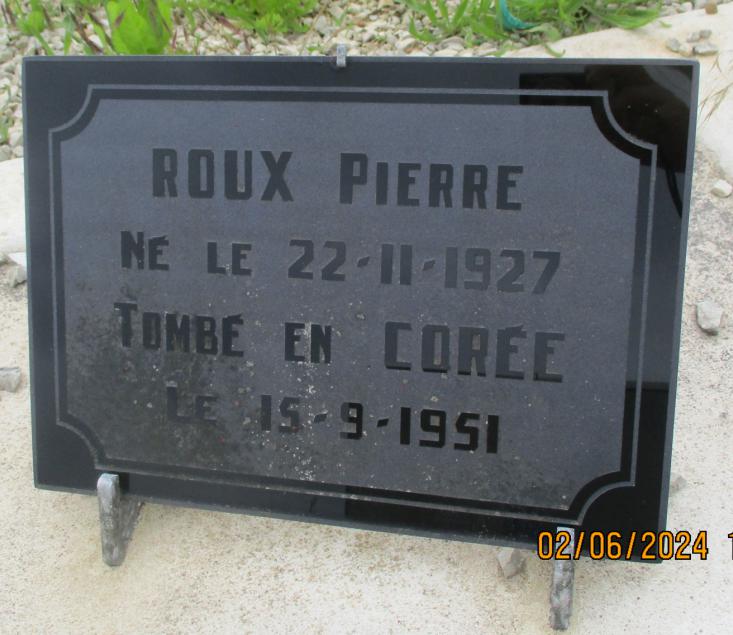 ROUX PIERRE
NÉ LE 22-11-1927
TOMBÉ EN CORÉE
LE 15-9-1951
02/06/2024